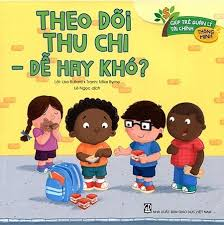 THEO DÕI
THU CHI
– DỄ HAY KHÓ?
GIÚP TRẺ QUẢN LÍ
TÀI CHÍNH
THÔNG MINH
Lê Ngọc dịch
NHÀ XUẤT BẢN GIÁO DỤC VIỆT NAM